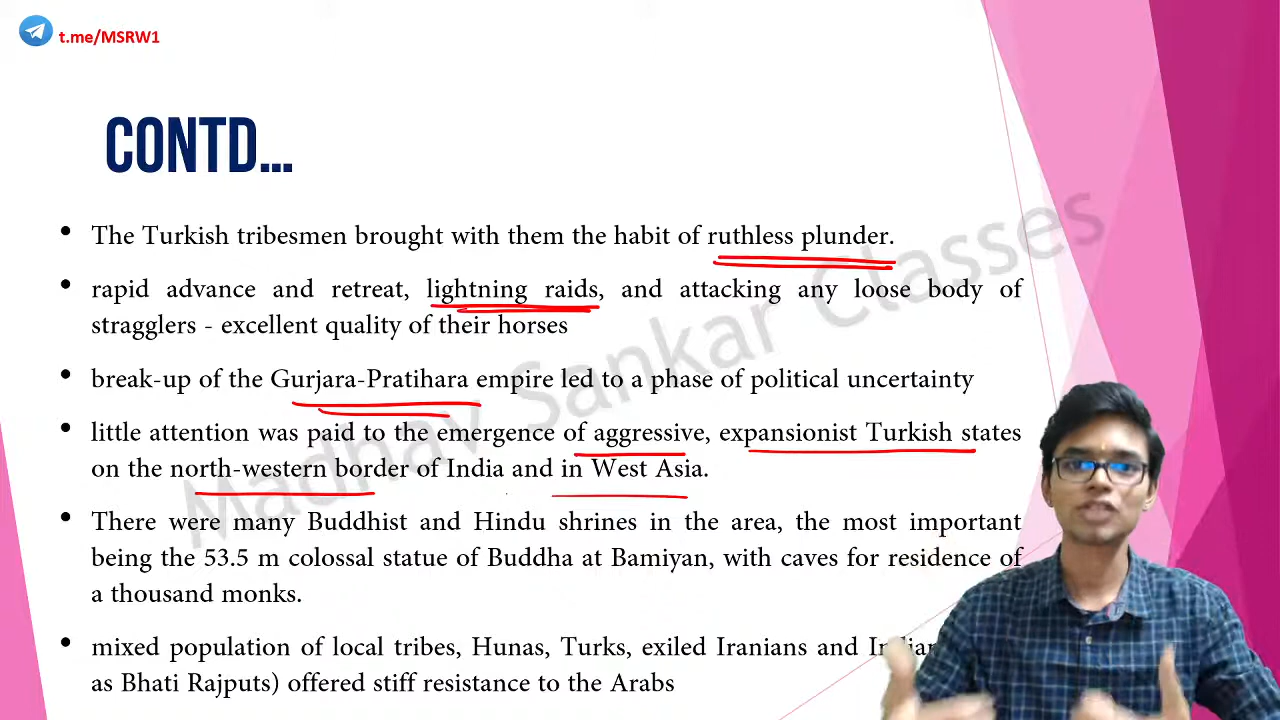 t.me/MSRW1
CONTD...
• The Turkish tribesmen brought with them the habit of ruthless plunder.
• rapid advance and retreat, lightning raids, and attacking any loose body of
stragglers - excellent quality of their horses
• break-up of the Gurjara-Pratihara empire led to a phase of political uncertainty
• little attention was paid to the emergence of aggressive, expansionist Turkish states
on the north-western border of India and in West Asia.
• There were many Buddhist and Hindu shrines in the area, the most important
being the 53.5 m colossal statue of Buddha at Bamiyan, with caves for residence of
a thousand monks.
• mixed population of local tribes, Hunas, Turks, exiled Iranians and
as Bhati Rajputs) offered stiff resistance to the Arabs
Madhav Sankar Classes